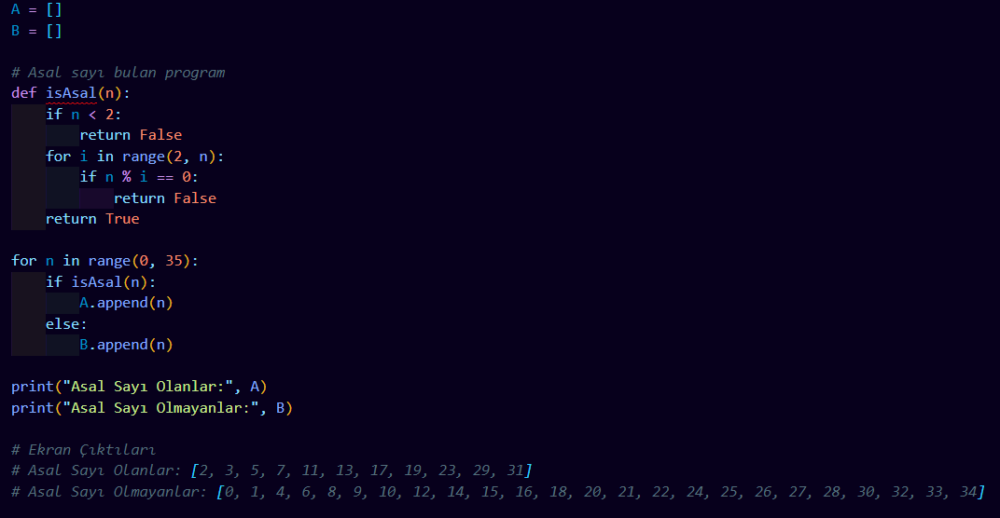 A = []
B = []
# Asal sayı bulan program
def isAsal(n):
if n < 2:
return False
for i in range(2, n):
if n % i == 0:
return False
return True
for n in range(0, 35):
if isAsal(n):
A.append(n)
else:
B.append(n)
print("Asal Sayı Olanlar:", A)
print("Asal Sayı Olmayanlar:", B)
# Ekran Çıktıları
# Asal Sayı Olanlar: [2, 3, 5, 7, 11, 13, 17, 19, 23, 29, 31]
# Asal Sayı Olmayanlar: [0, 1, 4, 6, 8, 9, 10, 12, 14, 15, 16, 18, 20, 21, 22, 24, 25, 26, 27, 28, 30, 32, 33, 34]